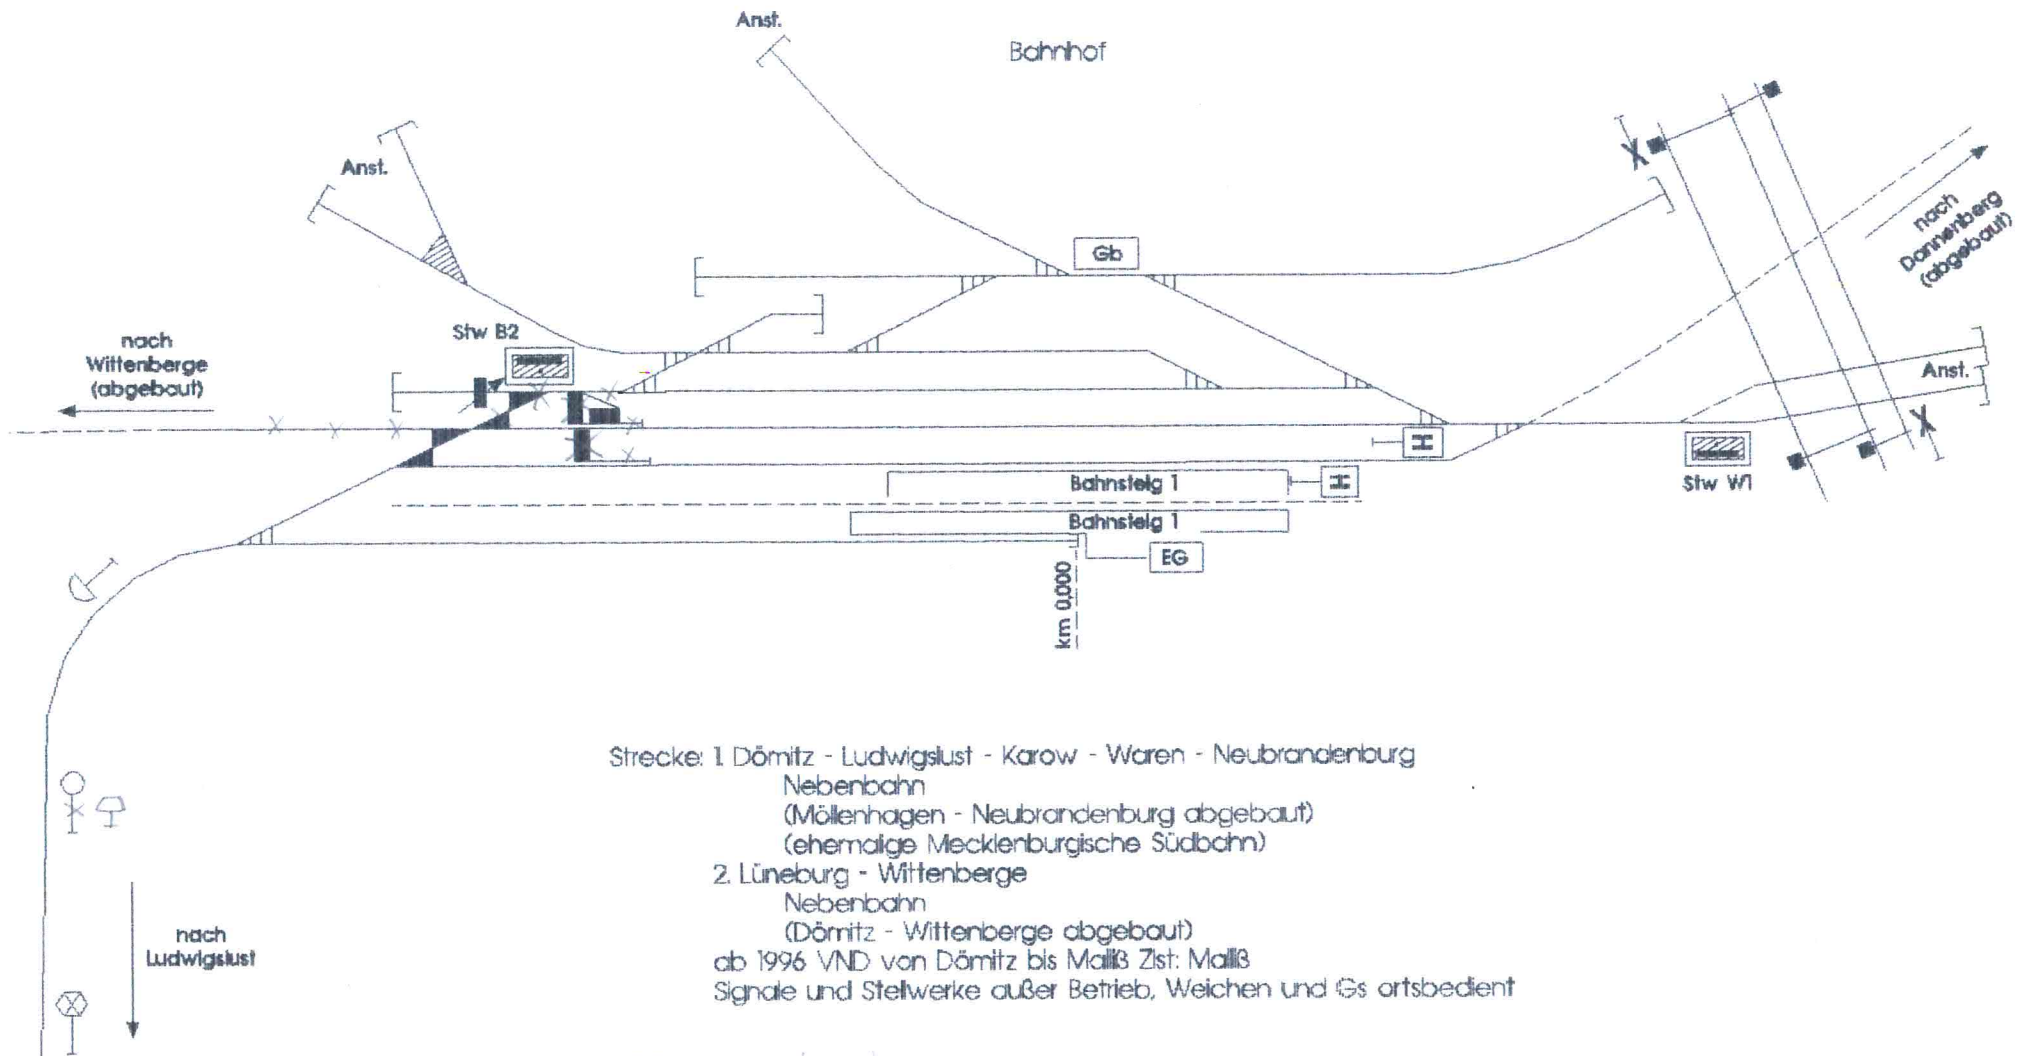 Anst.
Bahnhof
Anst.
nach
Dannenberg
(abgebaut)
Gb
Stw B2
nach
Wittenberge
(abgebaut)
Anst.
H
Stw W1
Bahnsteig 1
H
Bahnsteig 1
EG
km 0,000
Strecke: 1. Dömitz - Ludwigslust - Karow - Waren - Neubrandenburg
Nebenbahn
(Möllenhagen - Neubrandenburg abgebaut)
(ehemalige Mecklenburgische Südbahn)
2. Lüneburg - Wittenberge
Nebenbahn
(Dömitz - Wittenberge abgebaut)
ab 1996 VND von Dömitz bis Malliß Zlst: Malliß
Signale und Stellwerke außer Betrieb, Weichen und Gs ortsbedient
nach
Ludwigslust